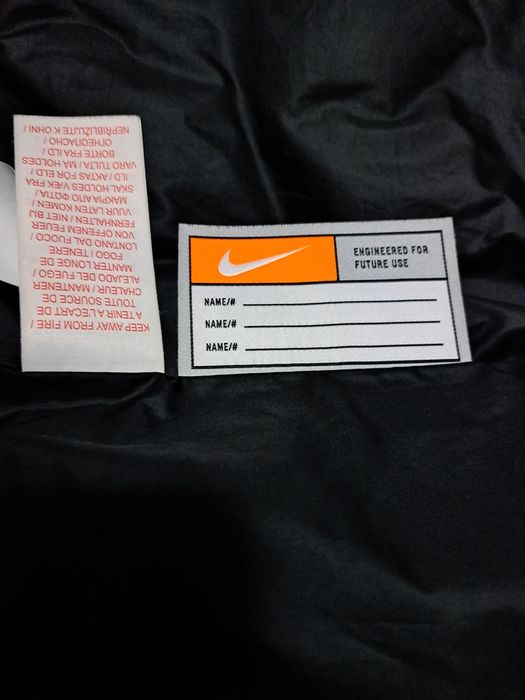 KEEP AWAY FROM FIRE /
A TENIR A L'ECART DE
TOUTE SOURCE DE
CHALEUR / MANTENER
ALEJADO DEL FUEGO /
MANTER LONGE DE
FOGO / TENERE
LONTANO DAL FUOCO /
VON OFFENEM FEUER
FERNHALTEN / NIET BIJ
VUUR LATEN KOMEN /
ΜΑΚΡΙΑ ΑΠΟ ΦΩΤΙΑ /
SKAL HOLDES VÆK FRA
ILD / AKTAS FÖR ELD /
VARO TULTA / MÅ HOLDES
BORTE FRA ILD /
ОГНЕОПАСНО /
NEPŘIBLIŽUJTE K OHNI /
ENGINEERED FOR
FUTURE USE
NAME/#
NAME/#
NAME/#